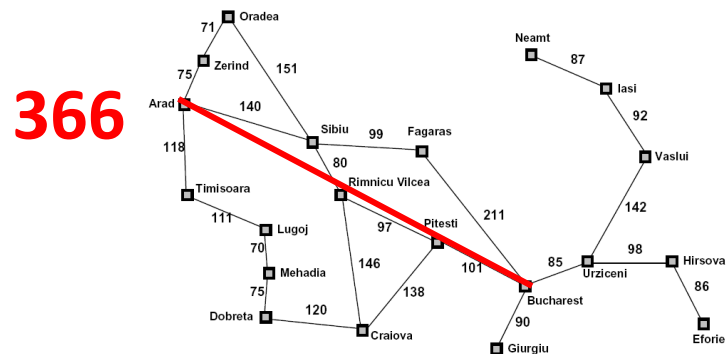 Oradea
71
Neamt
87
Zerind
151
75
Iasi
366
Arad
140
92
Sibiu
99
Fagaras
118
80
Vaslui
Timisoara
Rimnicu Vilcea
111
97
Pitesti
211
142
Lugoj
70
146
101
85
98
Hirsova
Mehadia
Urziceni
75
138
86
Dobreta
120
Bucharest
90
Craiova
Giurgiu
Eforie